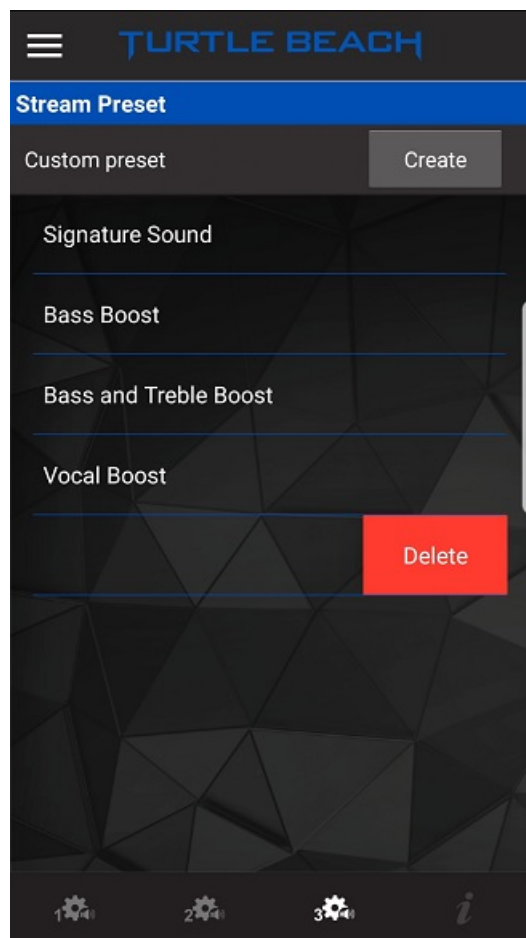 TURTLE BEACH
Stream Preset
Custom preset Create
Signature Sound
Bass Boost
Bass and Treble Boost
Vocal Boost
Delete
1 2 3 i